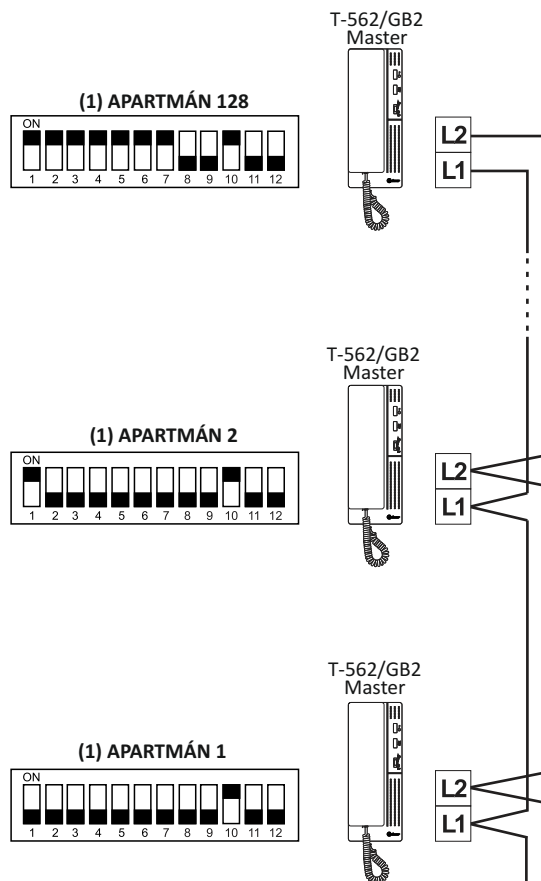 T-562/GB2
Master
(1) APARTMÁN 128
ON
1 2 3 4 5 6 7 8 9 10 11 12
L2
L1
T-562/GB2
Master
(1) APARTMÁN 2
ON
1 2 3 4 5 6 7 8 9 10 11 12
L2
L1
T-562/GB2
Master
(1) APARTMÁN 1
ON
1 2 3 4 5 6 7 8 9 10 11 12
L2
L1